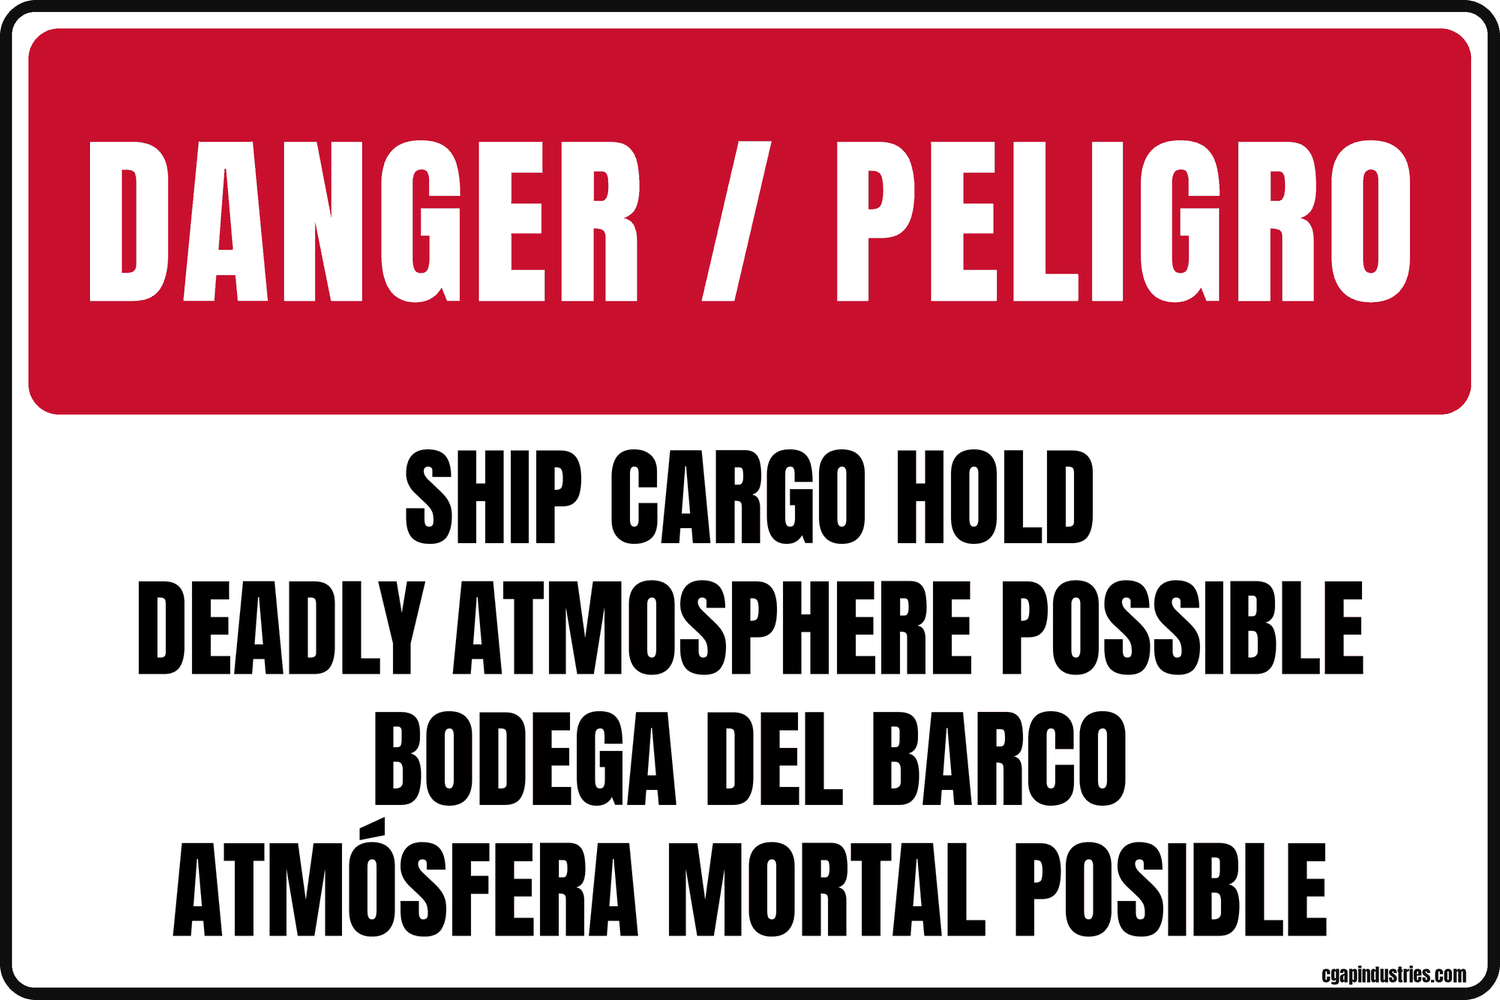 DANGER / PELIGRO
SHIP CARGO HOLD
DEADLY ATMOSPHERE POSSIBLE
BODEGA DEL BARCO
ATMÓSFERA MORTAL POSIBLE
cgapindustries.com